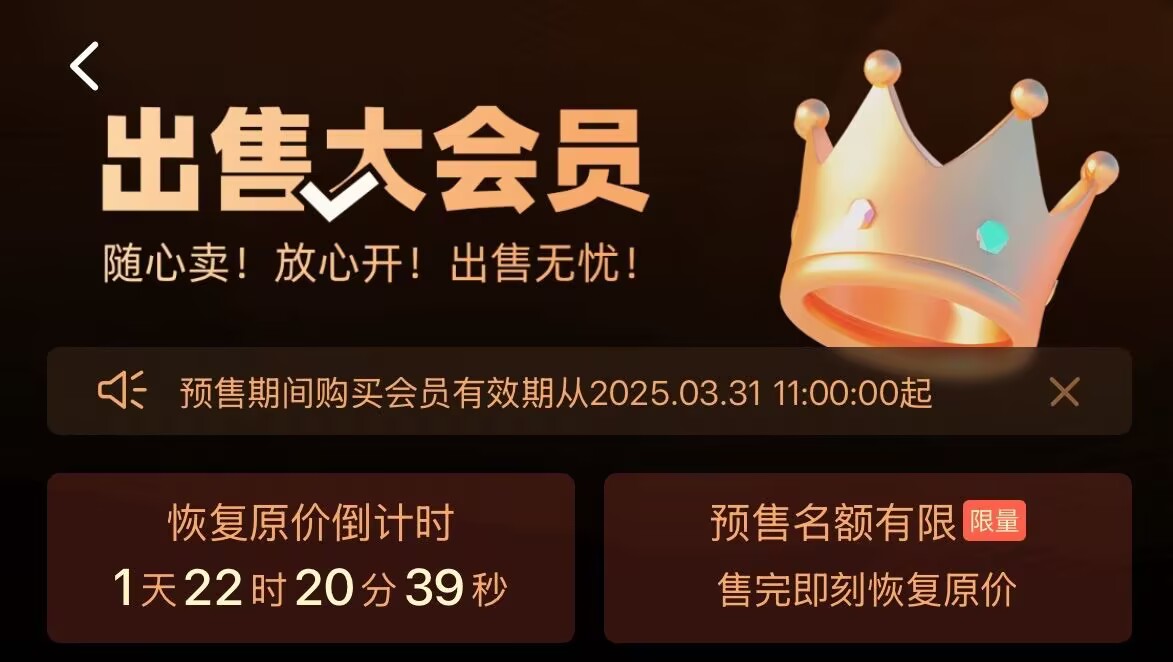 出售大会员
随心卖！放心开！出售无忧！
预售期间购买会员有效期从2025.03.31 11:00:00起
恢复原价倒计时
1天22时20分39秒
预售名额有限 限量
售完即刻恢复原价